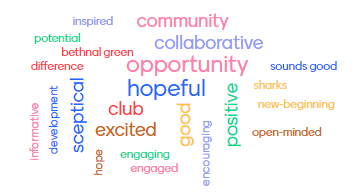 inspired
community
potential
collaborative
bethnal green
difference
opportunity
sounds good
hopeful
sharks
informative
development
sceptical
club
good
positive
new-beginning
excited
encouraging
open-minded
hope
engaging
engaged